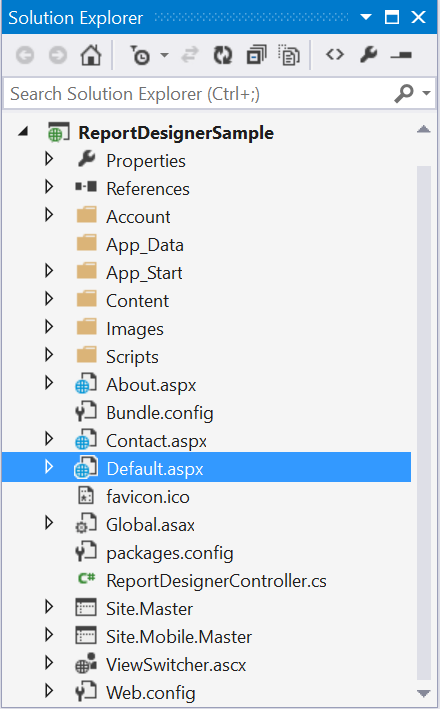 Solution Explorer
Search Solution Explorer (Ctrl+;)
ReportDesignerSample
Properties
References
Account
App_Data
App_Start
Content
Images
Scripts
About.aspx
Bundle.config
Contact.aspx
Default.aspx
favicon.ico
Global.asax
packages.config
C# ReportDesignerController.cs
Site.Master
Site.Mobile.Master
ViewSwitcher.ascx
Web.config